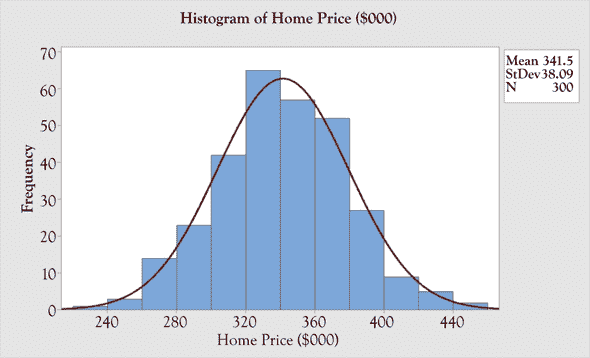 Histogram of Home Price ($000)
Mean 341.5
StDev 38.09
N 300
Frequency
70
60
50
40
30
20
10
0
240 280 320 360 400 440
Home Price ($000)